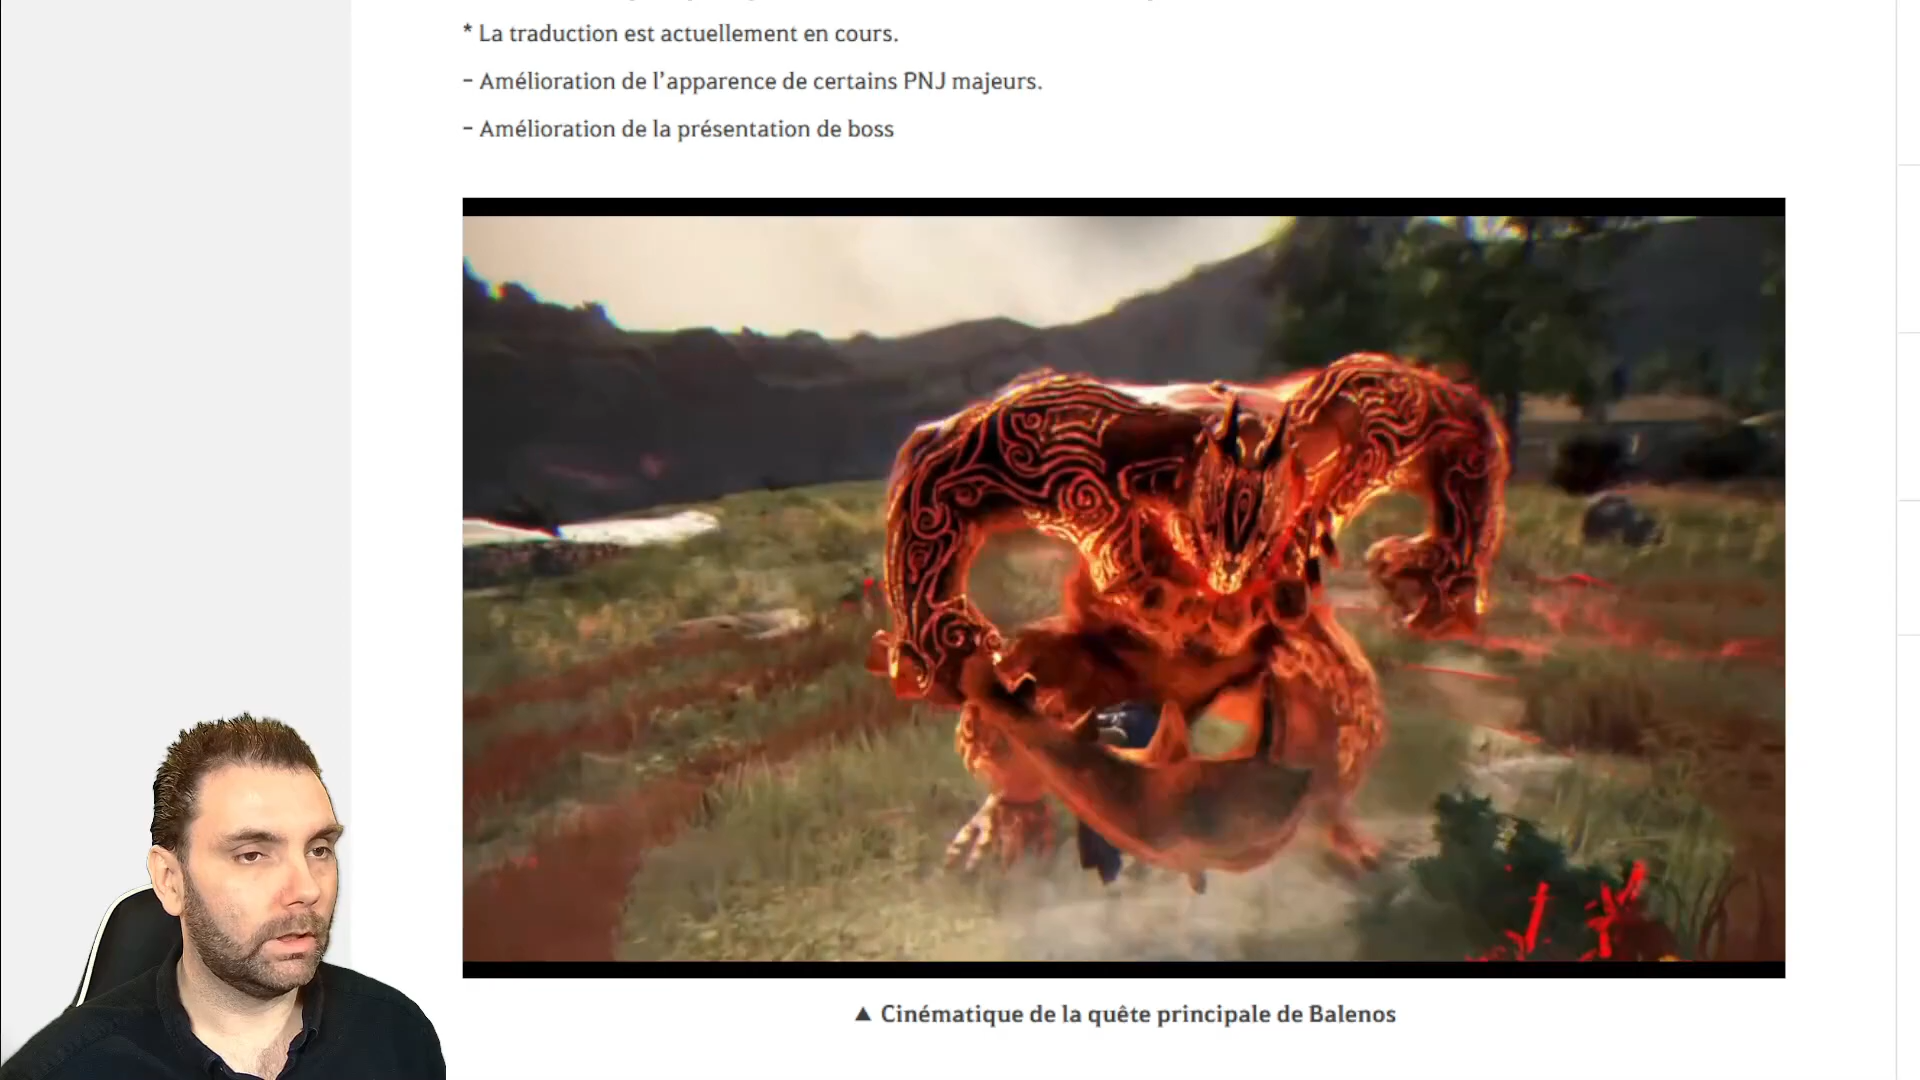 * La traduction est actuellement en cours.
- Amélioration de l'apparence de certains PNJ majeurs.
- Amélioration de la présentation de boss
▲ Cinématique de la quête principale de Balenos